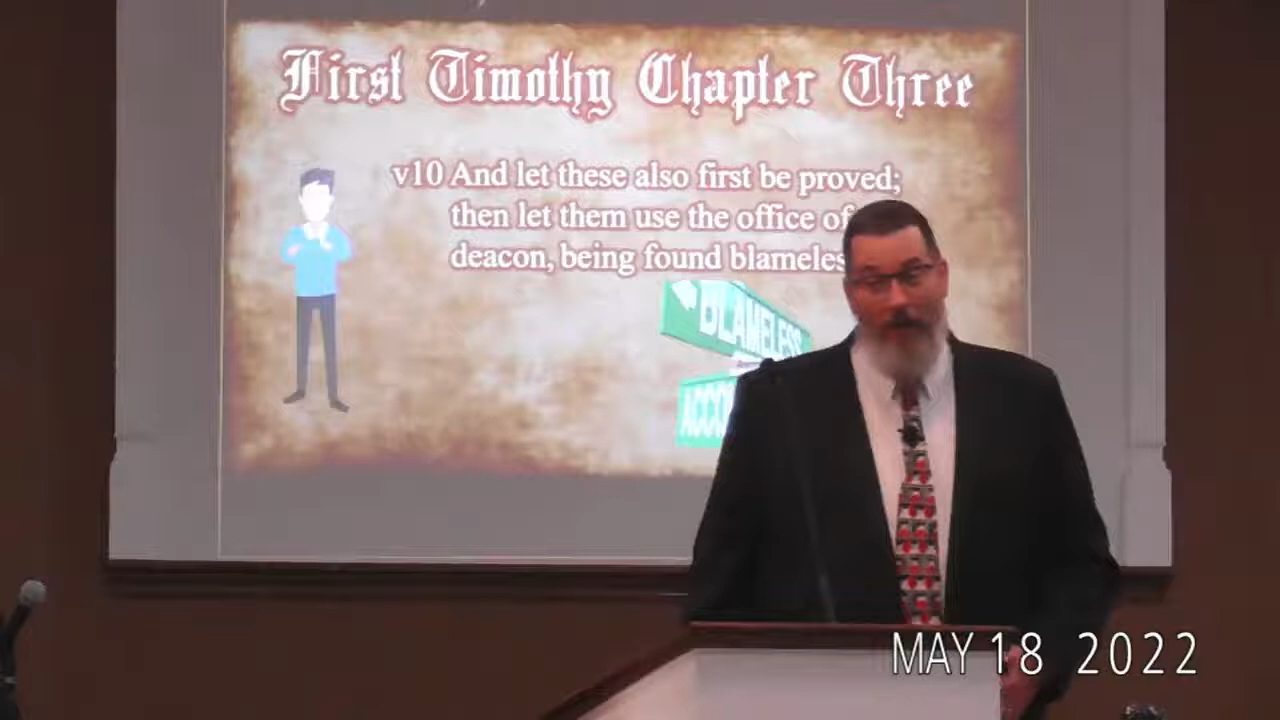 First Timothy Chapter Three
v10 And let these also first be proved;
then let them use the office of
deacon, being found
BLAMELESS
MAY 18 2022